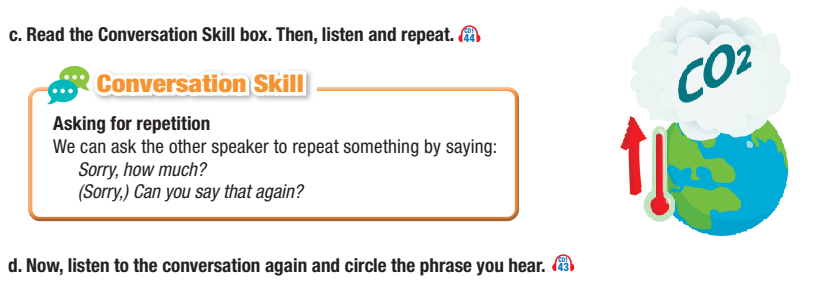 c. Read the Conversation Skill box. Then, listen and repeat. CD1 44
CO2
Conversation Skill
Asking for repetition
We can ask the other speaker to repeat something by saying:
Sorry, how much?
(Sorry,) Can you say that again?
d. Now, listen to the conversation again and circle the phrase you hear. CD1 43